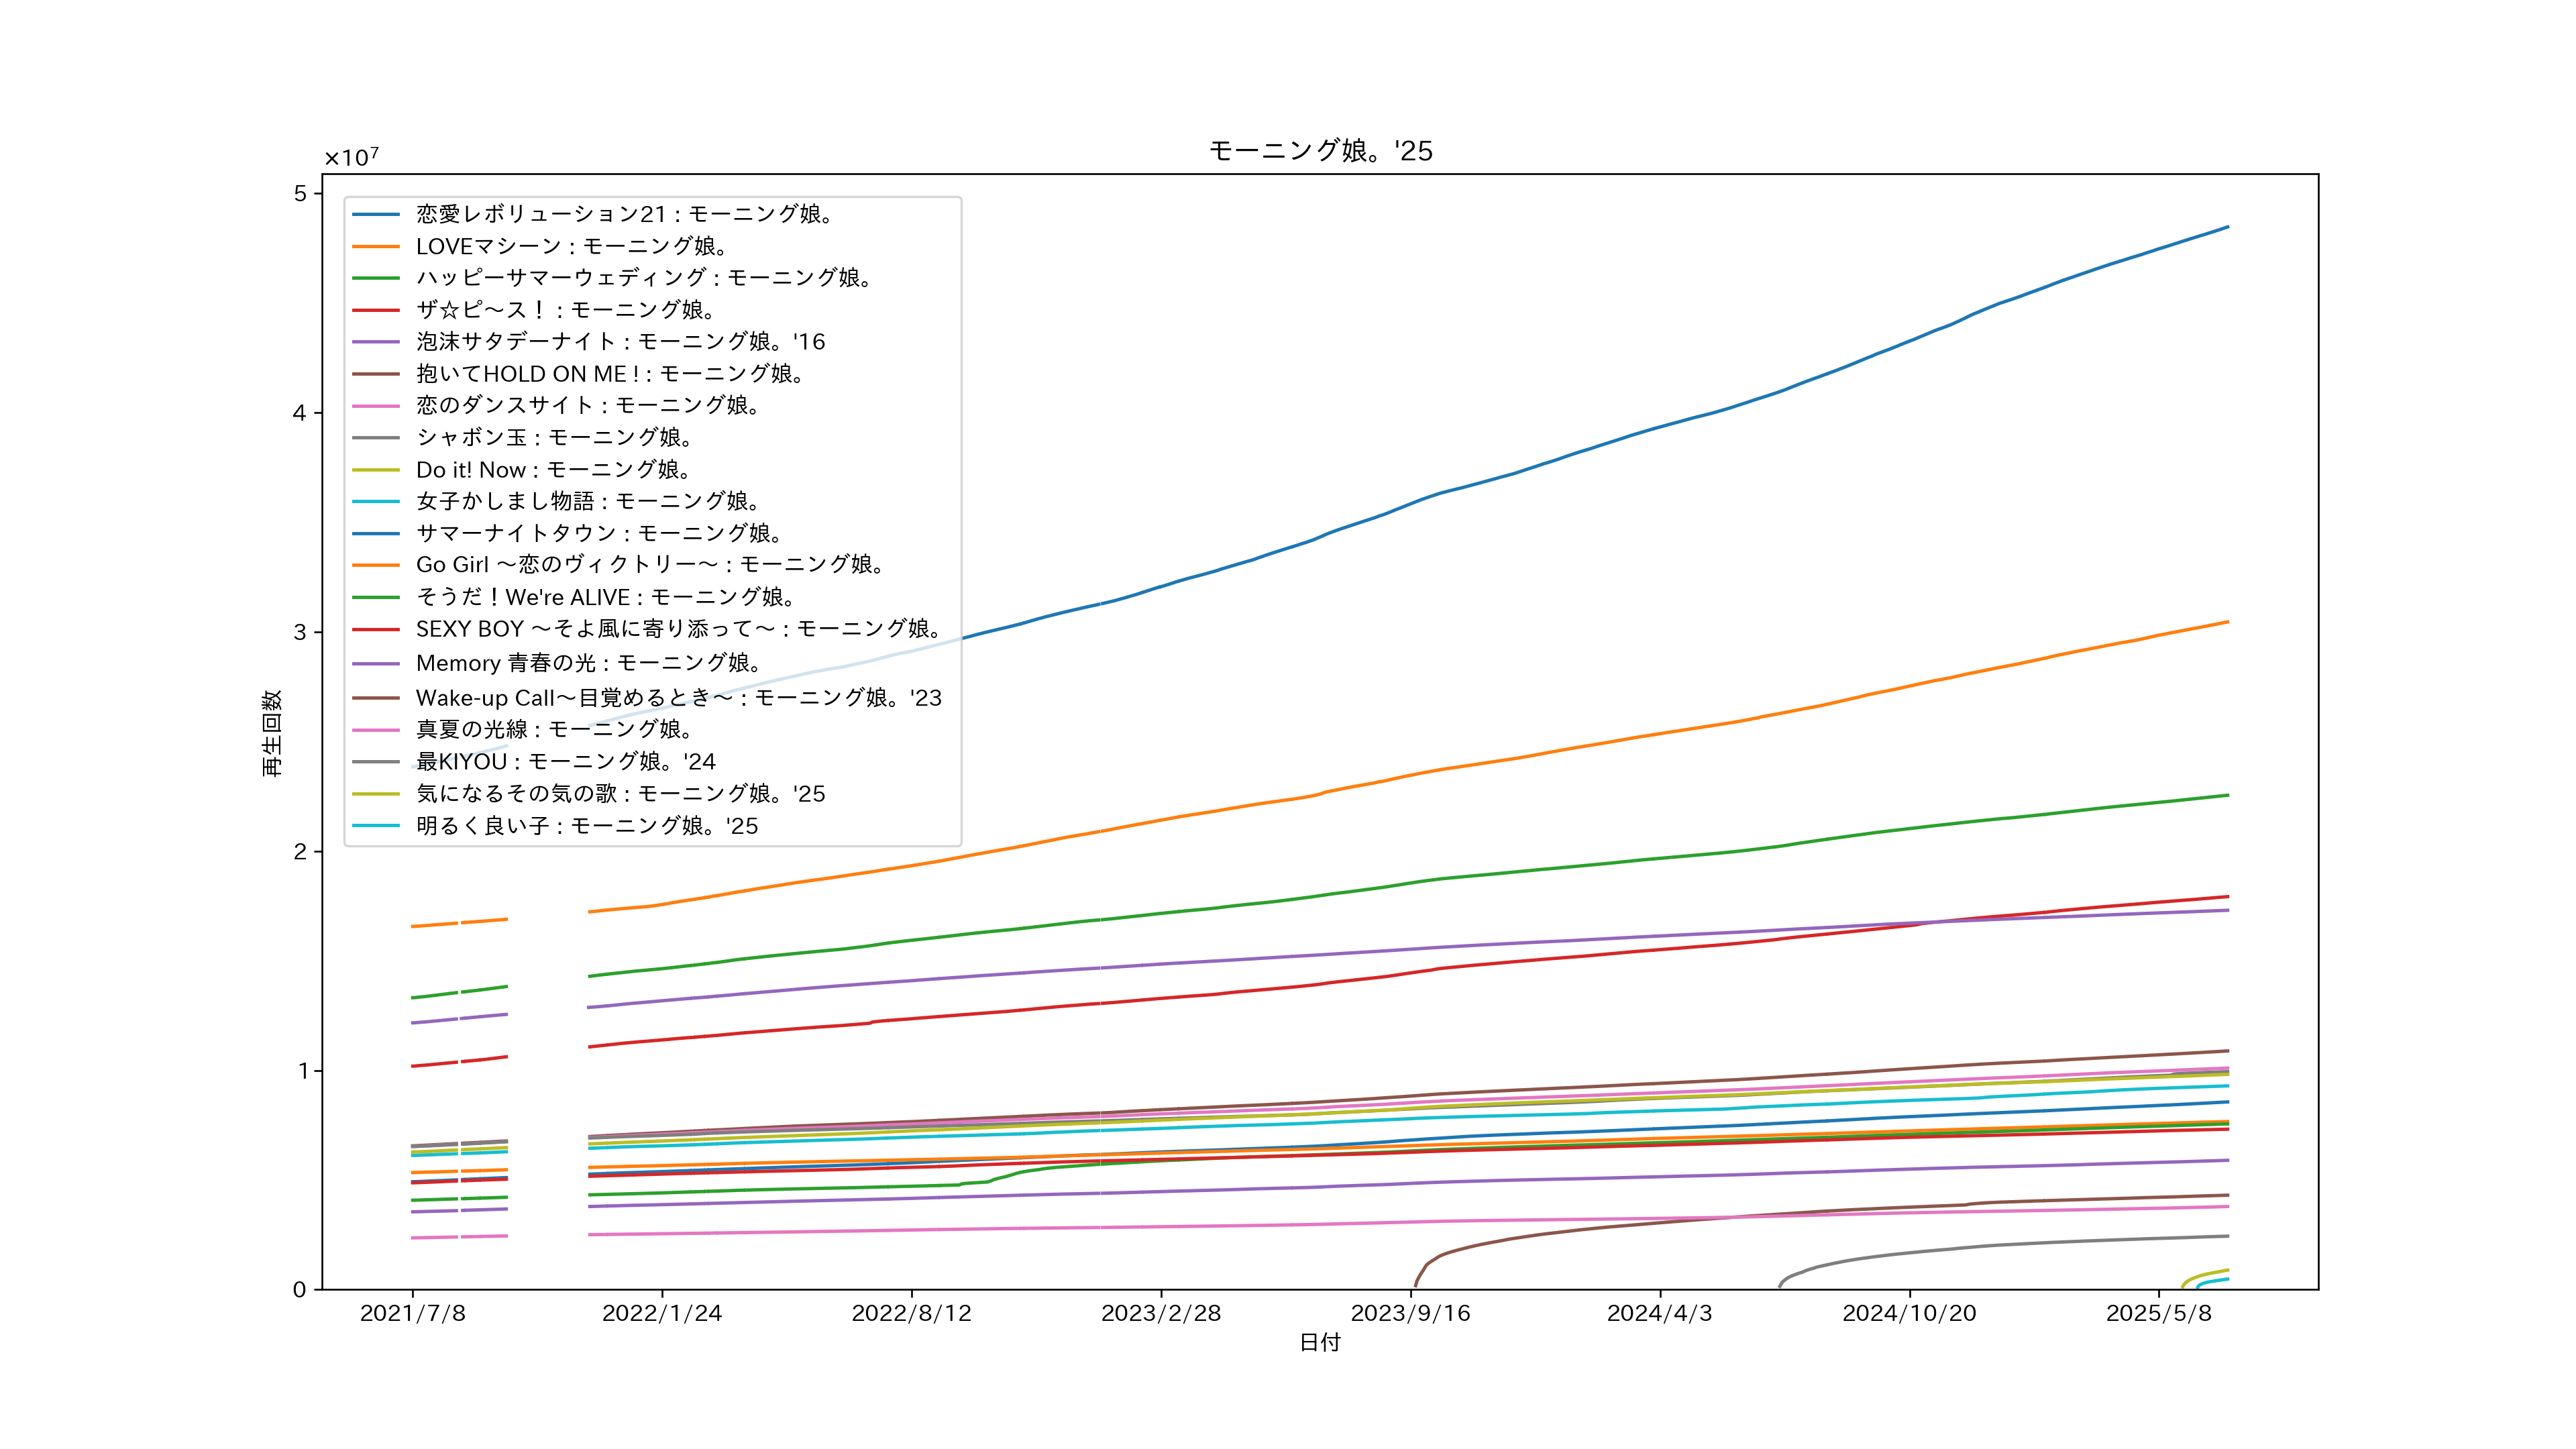 モーニング娘。'25
×10⁷
5
4
3
2
1
0
再生回数
恋愛レボリューション21 : モーニング娘。
LOVEマシーン : モーニング娘。
ハッピーサマーウェディング : モーニング娘。
ザ☆ピ～ス！ : モーニング娘。
泡沫サタデーナイト : モーニング娘。'16
抱いてHOLD ON ME ! : モーニング娘。
恋のダンスサイト : モーニング娘。
シャボン玉 : モーニング娘。
Do it! Now : モーニング娘。
女子かしまし物語 : モーニング娘。
サマーナイトタウン : モーニング娘。
Go Girl ～恋のヴィクトリー～ : モーニング娘。
そうだ！We're ALIVE : モーニング娘。
SEXY BOY ～そよ風に寄り添って～ : モーニング娘。
Memory 青春の光 : モーニング娘。
Wake-up Call～目覚めるとき～ : モーニング娘。'23
真夏の光線 : モーニング娘。
最KIYOU : モーニング娘。'24
気になるその気の歌 : モーニング娘。'25
明るく良い子 : モーニング娘。'25
2021/7/8 2022/1/24 2022/8/12 2023/2/28 2023/9/16 2024/4/3 2024/10/20 2025/5/8
日付